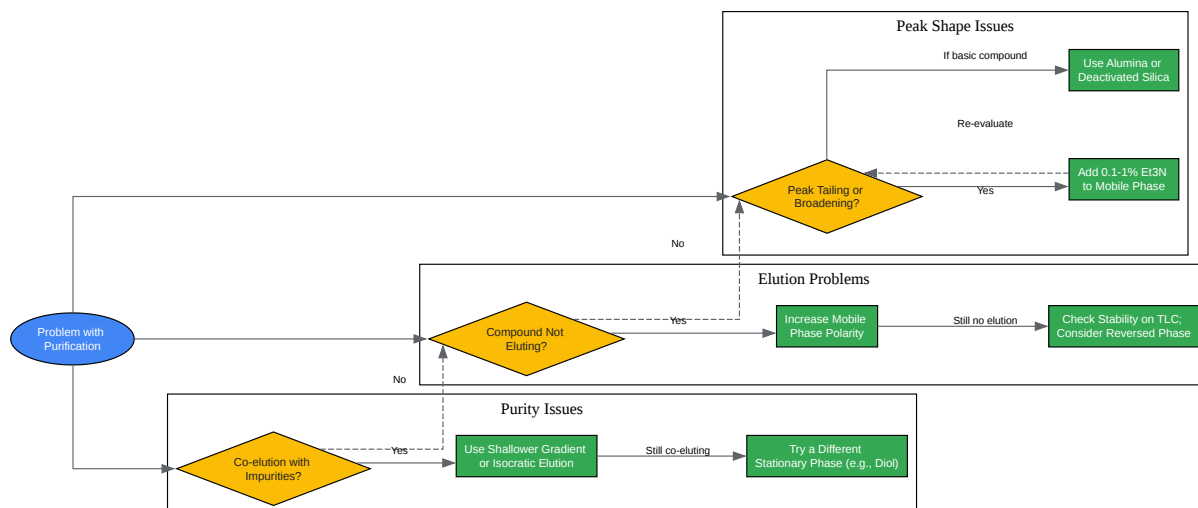 Peak Shape Issues
If basic compound
Use Alumina or
Deactivated Silica
Re-evaluate
Peak Tailing or
Broadening?
Yes
Add 0.1-1% Et3N
to Mobile Phase
No
Elution Problems
Problem with
Purification
Compound Not
Eluting?
Yes
Increase Mobile
Phase Polarity
Still no elution
Check Stability on TLC;
Consider Reversed Phase
No
Purity Issues
Co-elution with
Impurities?
Yes
Use Shallower Gradient
or Isocratic Elution
Still co-eluting
Try a Different
Stationary Phase (e.g., Diol)